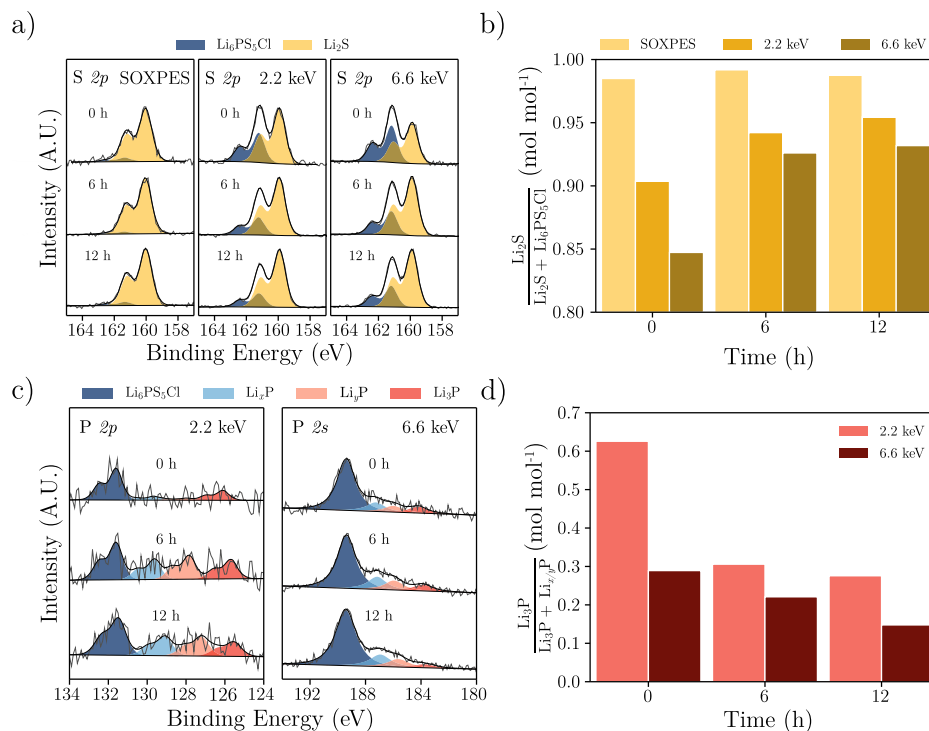 a)
Li₆PS₅Cl Li₂S
S 2p SOXPES
S 2p 2.2 keV
S 2p 6.6 keV
0 h 0 h 0 h
6 h 6 h 6 h
12 h 12 h 12 h
Intensity (A.U.)
164 162 160 158 164 162 160 158 164 162 160 158
Binding Energy (eV)
b)
SOXPES 2.2 keV 6.6 keV
Li₂S / Li₂S + Li₆PS₅Cl (mol mol⁻¹)
1.00
0.95
0.90
0.85
0.80
0 6 12
Time (h)
c)
Li₆PS₅Cl LiₓP LiᵧP Li₃P
P 2p 2.2 keV
P 2s 6.6 keV
0 h 0 h
6 h 6 h
12 h 12 h
Intensity (A.U.)
134 132 130 128 126 124 192 188 184 180
Binding Energy (eV)
d)
2.2 keV
6.6 keV
Li₃P / Li₃P + Liₓ/ᵧP (mol mol⁻¹)
0.7
0.6
0.5
0.4
0.3
0.2
0.1
0.0
0 6 12
Time (h)